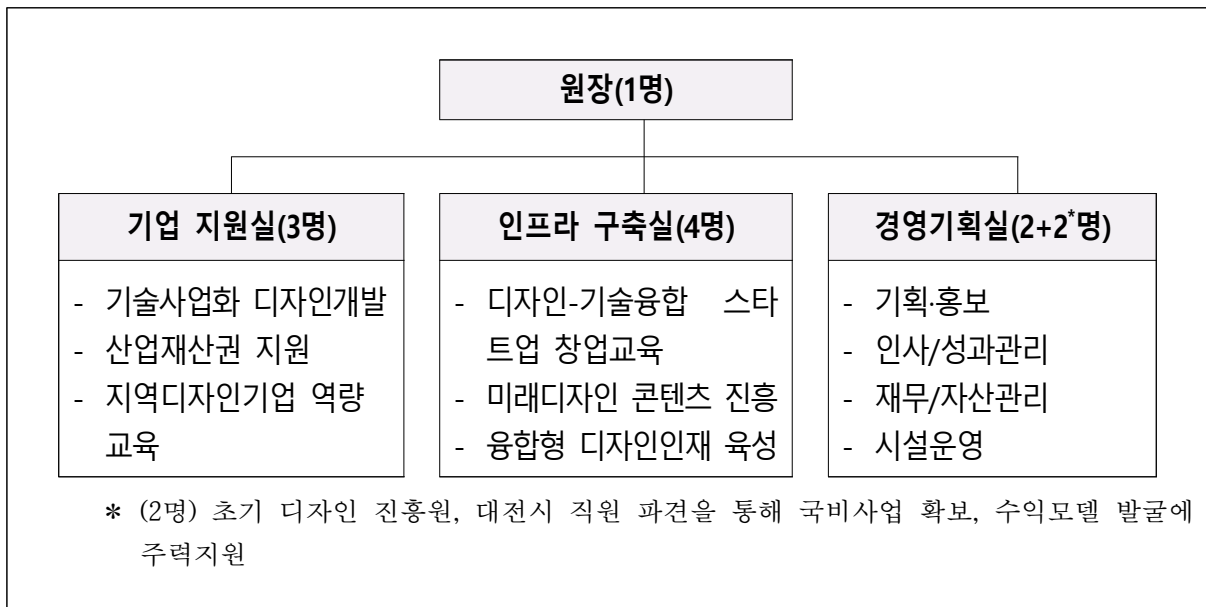 원장(1명)
기업 지원실(3명)
- 기술사업화 디자인개발
- 산업재산권 지원
- 지역디자인기업 역량
교육
인프라 구축실(4명)
- 디자인-기술융합 스타
트업 창업교육
- 미래디자인 콘텐츠 진흥
- 융합형 디자인인재 육성
경영기획실(2+2*명)
- 기획·홍보
- 인사/성과관리
- 재무/자산관리
- 시설운영
* (2명) 초기 디자인 진흥원, 대전시 직원 파견을 통해 국비사업 확보, 수익모델 발굴에
주력지원